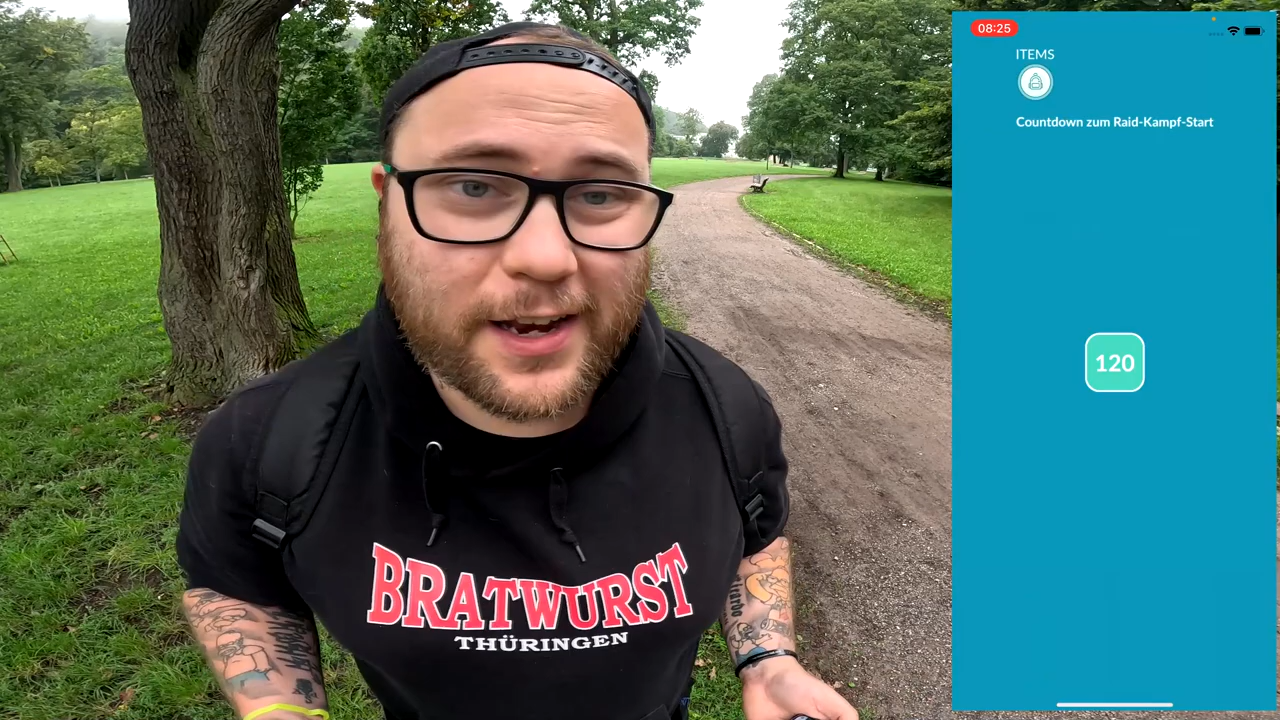 08:25
ITEMS
Countdown zum Raid-Kampf-Start
120
BRATWURST
THÜRINGEN